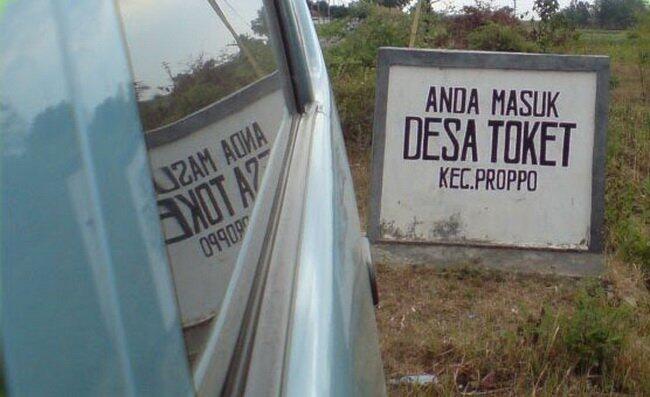 ANDA MASUK
DESA TOKET
KEC.PROPPO